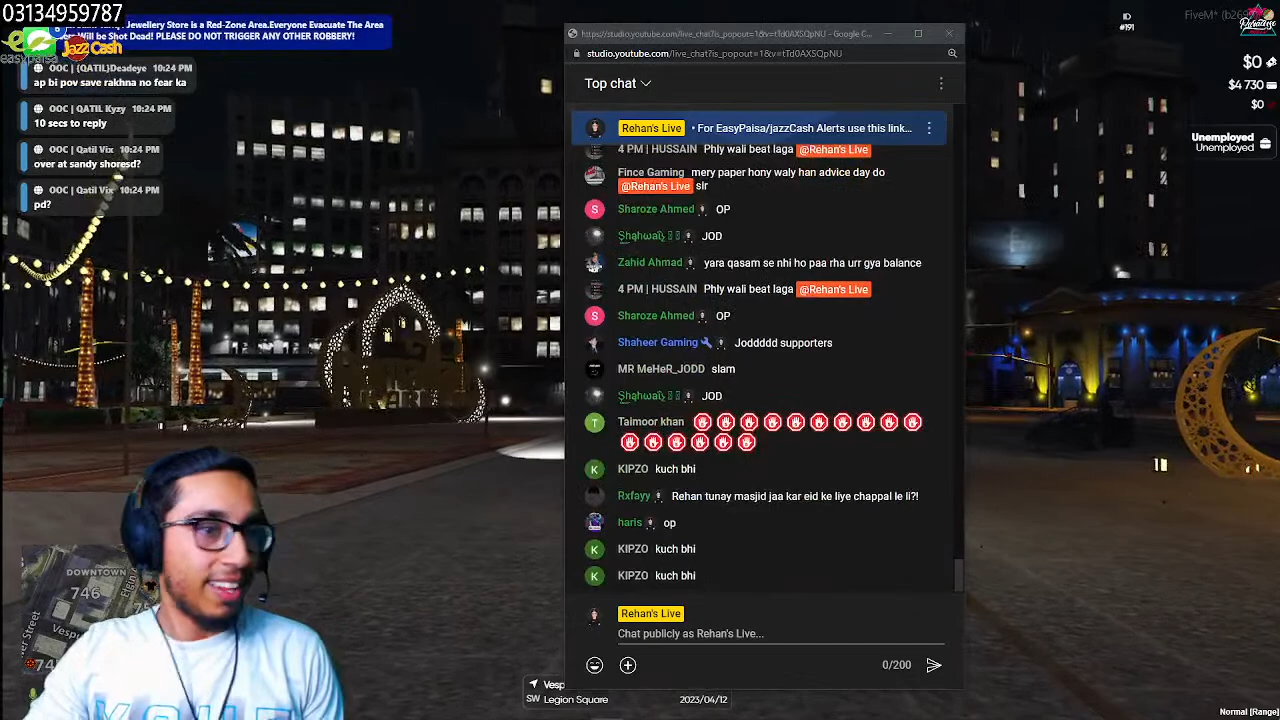 03134959787
Jewellery Store is a Red-Zone Area.Everyone Evacuate The Area
Will be Shot Dead! PLEASE DO NOT TRIGGER ANY OTHER ROBBERY!
easypaisa
JazzCash
OOC | {QATIL}Deadeye 10:24 PM
ap bi pov save rakhna no fear ka
OOC | QATIL Kyzy 10:24 PM
10 secs to reply
OOC | Qatil Vix 10:24 PM
over at sandy shoresd?
OOC | Qatil Vix 10:24 PM
pd?
https://studio.youtube.com/live_chat?is_popout=1&v=tTd0AXSQpNU - Google C...
studio.youtube.com/live_chat?is_popout=1&v=tTd0AXSQpNU
Top chat
Rehan's Live • For EasyPaisa/jazzCash Alerts use this link...
4 PM | HUSSAIN Phly wali beat laga @Rehan's Live
Fince Gaming mery paper hony waly han advice day do
@Rehan's Live sir
S Sharoze Ahmed OP
JOD
Zahid Ahmad yara qasam se nhi ho paa rha urr gya balance
4 PM | HUSSAIN Phly wali beat laga @Rehan's Live
S Sharoze Ahmed OP
Shaheer Gaming Joddddd supporters
MR MeHeR_JODD slam
JOD
T Taimoor khan
K KIPZO kuch bhi
Rxfayy Rehan tunay masjid jaa kar eid ke liye chappal le li?!
haris op
K KIPZO kuch bhi
K KIPZO kuch bhi
Rehan's Live
Chat publicly as Rehan's Live...
0/200
ID
#191
FiveM*
Paradise
$0
$4 730
$0
Unemployed
Unemployed
DOWNTOWN
746
Elgin
Vesp
SW Legion Square
2023/04/12
Normal [Range]